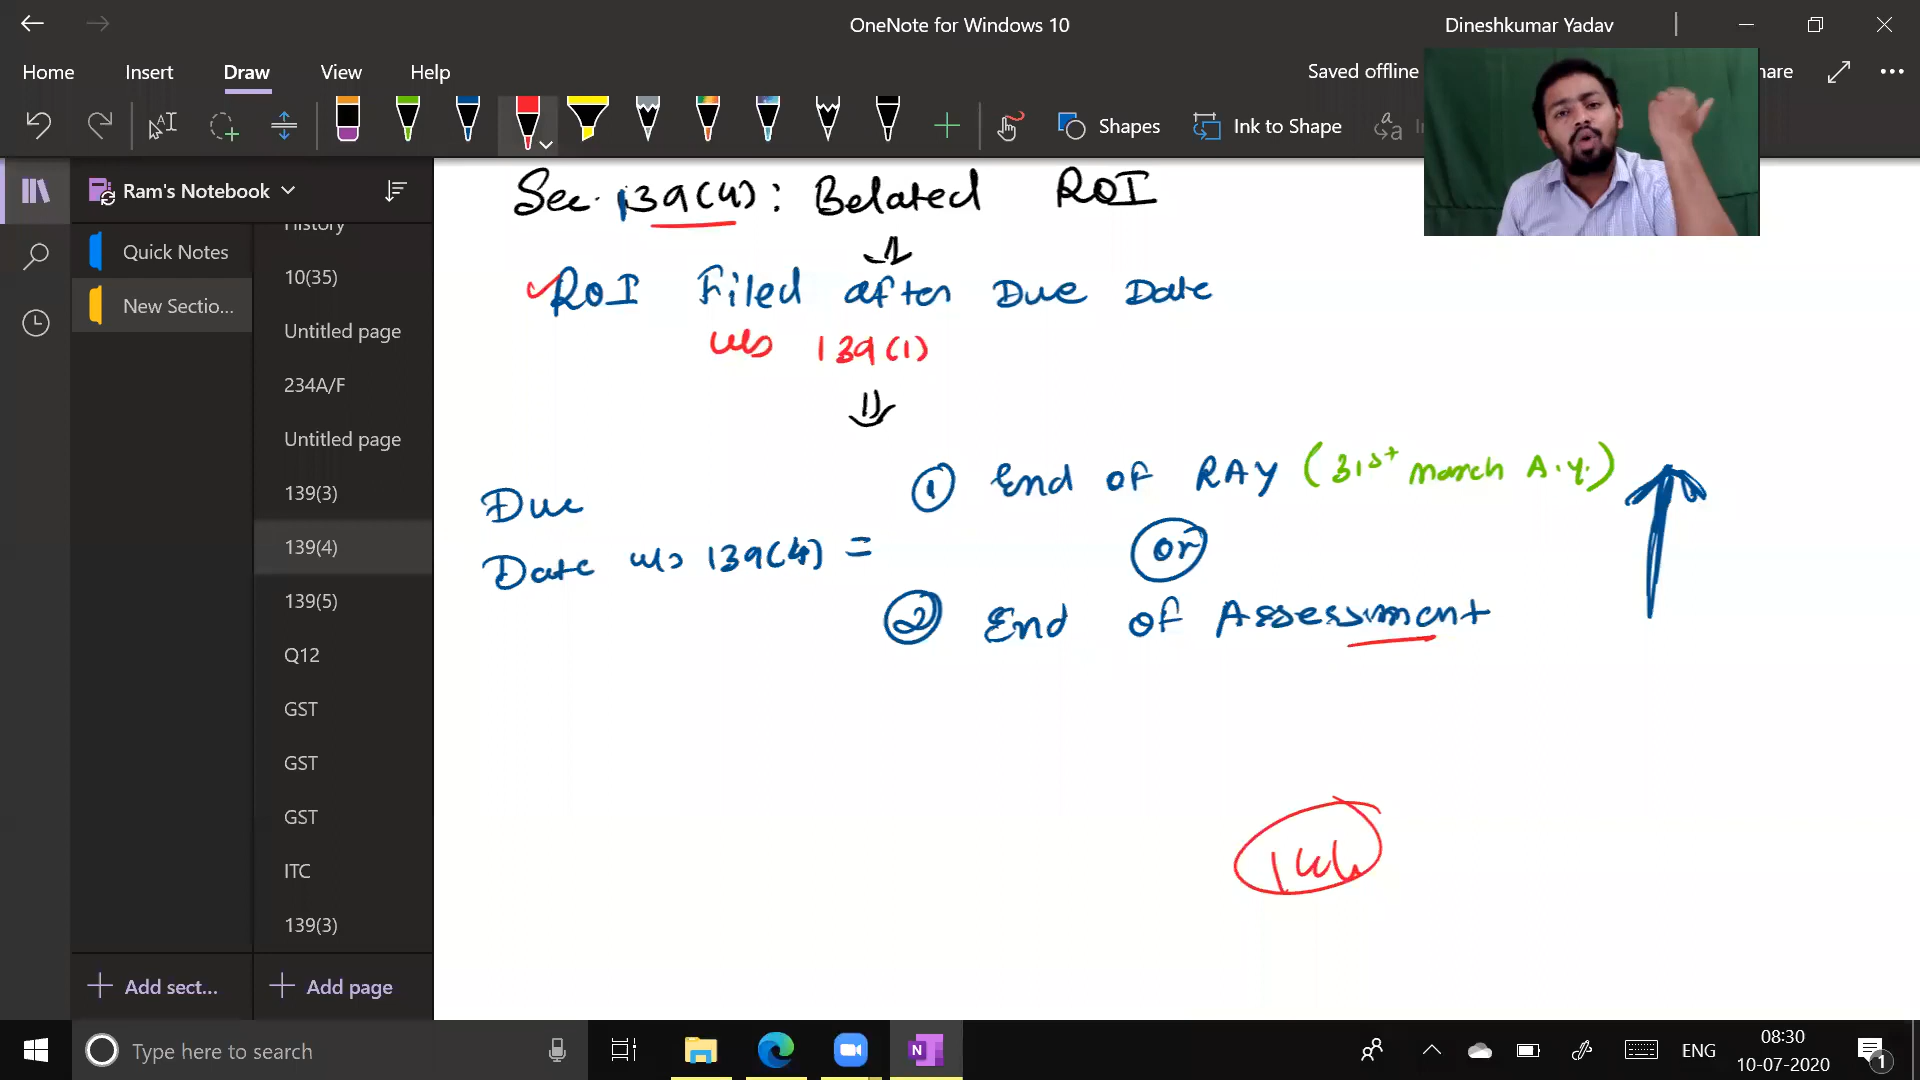 OneNote for Windows 10
Dineshkumar Yadav
Home Insert Draw View Help
Saved offline
hare
Shapes
Ink to Shape
Ram's Notebook
Quick Notes
New Sectio...
History
10(35)
Untitled page
234A/F
Untitled page
139(3)
139(4)
139(5)
Q12
GST
GST
GST
ITC
139(3)
Add sect...
Add page
Sec. 139(4): Belated ROI
ROI Filed after Due Date
u/s 139(1)
① End of RAY (31st march A.Y.)
Due
Date u/s 139(4) =
or
② End of Assessment
Type here to search
ENG
08:30
10-07-2020
1